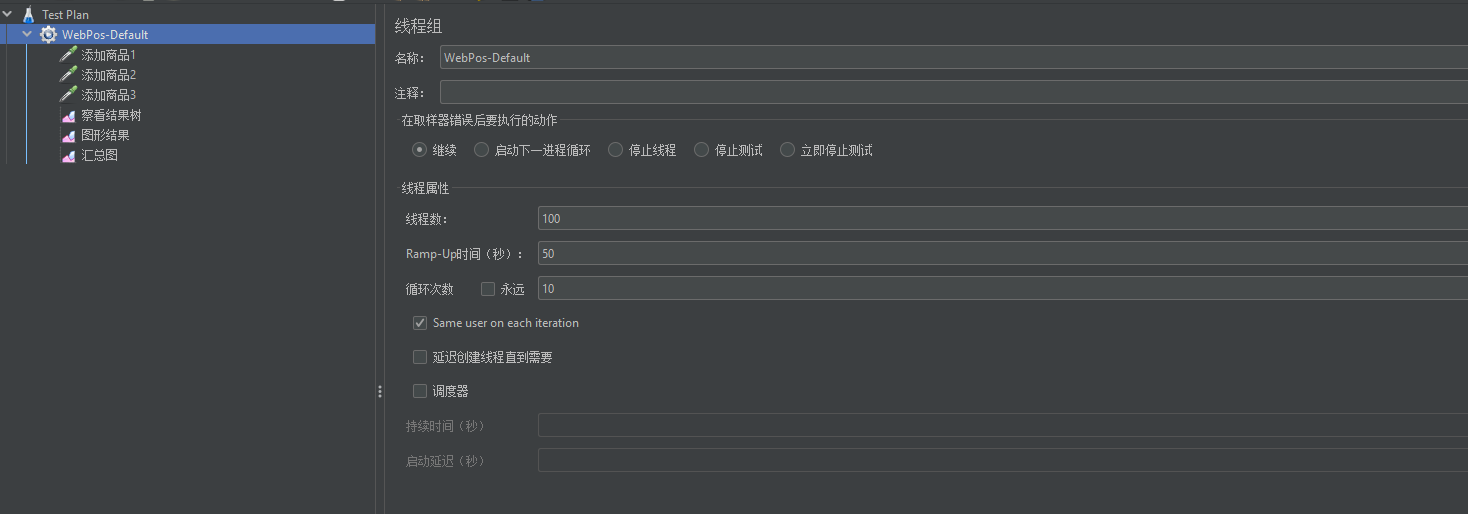 Test Plan
WebPos-Default
添加商品1
添加商品2
添加商品3
察看结果树
图形结果
汇总图
线程组
名称： WebPos-Default
注释：
在取样器错误后要执行的动作
继续 启动下一进程循环 停止线程 停止测试 立即停止测试
线程属性
线程数： 100
Ramp-Up时间（秒）： 50
循环次数 永远 10
Same user on each iteration
延迟创建线程直到需要
调度器
持续时间（秒）
启动延迟（秒）